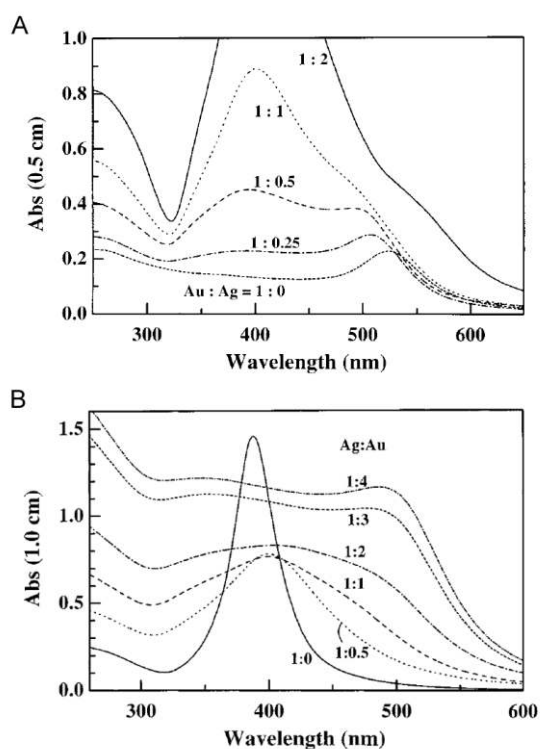 A
1.0
1 : 2
0.8
1 : 1
Abs (0.5 cm)
0.6
1 : 0.5
0.4
1 : 0.25
0.2
Au : Ag = 1 : 0
0.0
300 400 500 600
Wavelength (nm)
B
1.5
Ag:Au
1:4
1:3
Abs (1.0 cm)
1.0
1:2
1:1
0.5
1:0
1:0.5
0.0
300 400 500 600
Wavelength (nm)